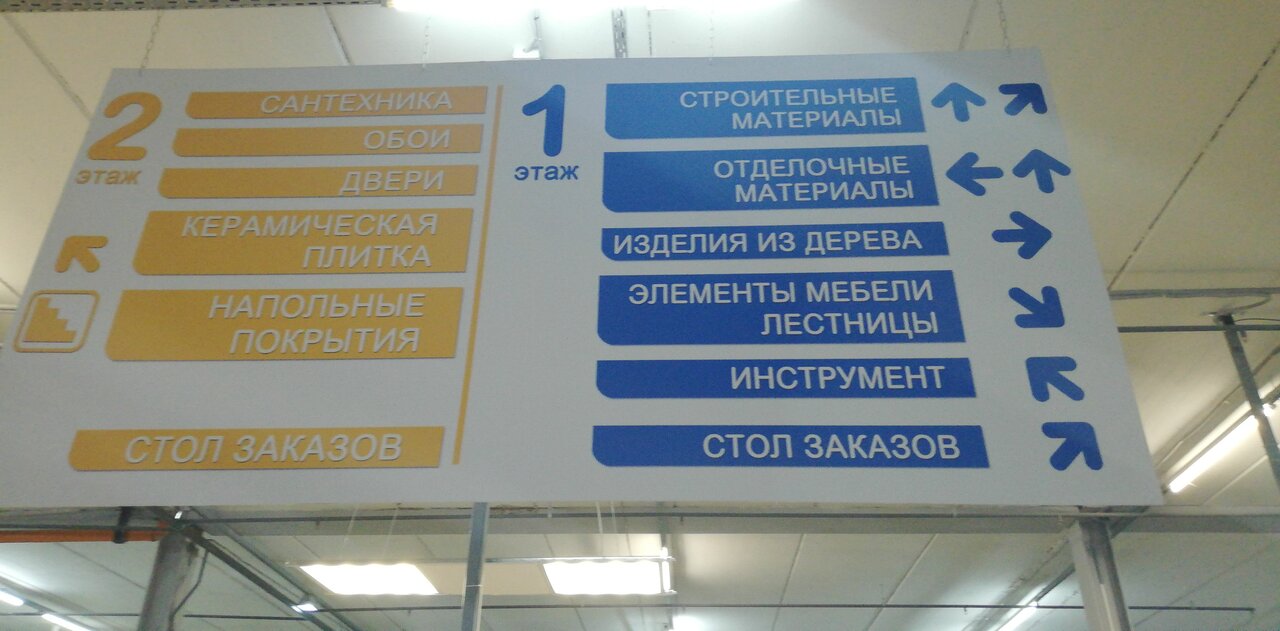 2
этаж
САНТЕХНИКА
ОБОИ
ДВЕРИ
КЕРАМИЧЕСКАЯ
ПЛИТКА
НАПОЛЬНЫЕ
ПОКРЫТИЯ
СТОЛ ЗАКАЗОВ
1
этаж
СТРОИТЕЛЬНЫЕ
МАТЕРИАЛЫ
ОТДЕЛОЧНЫЕ
МАТЕРИАЛЫ
ИЗДЕЛИЯ ИЗ ДЕРЕВА
ЭЛЕМЕНТЫ МЕБЕЛИ
ЛЕСТНИЦЫ
ИНСТРУМЕНТ
СТОЛ ЗАКАЗОВ